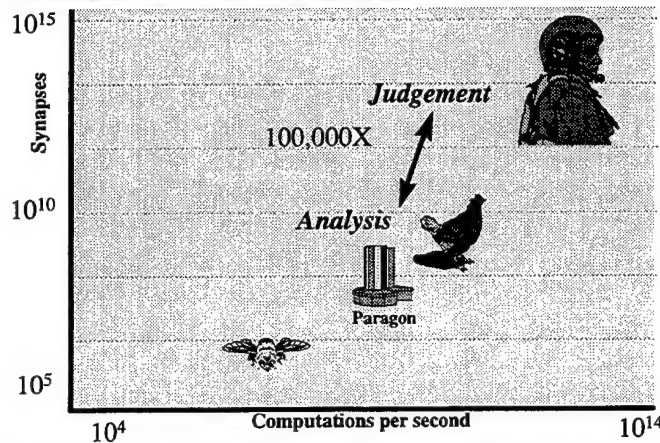 10^15
Synapses
Judgement
100,000X
10^10
Analysis
Paragon
10^5
10^4
Computations per second
10^14